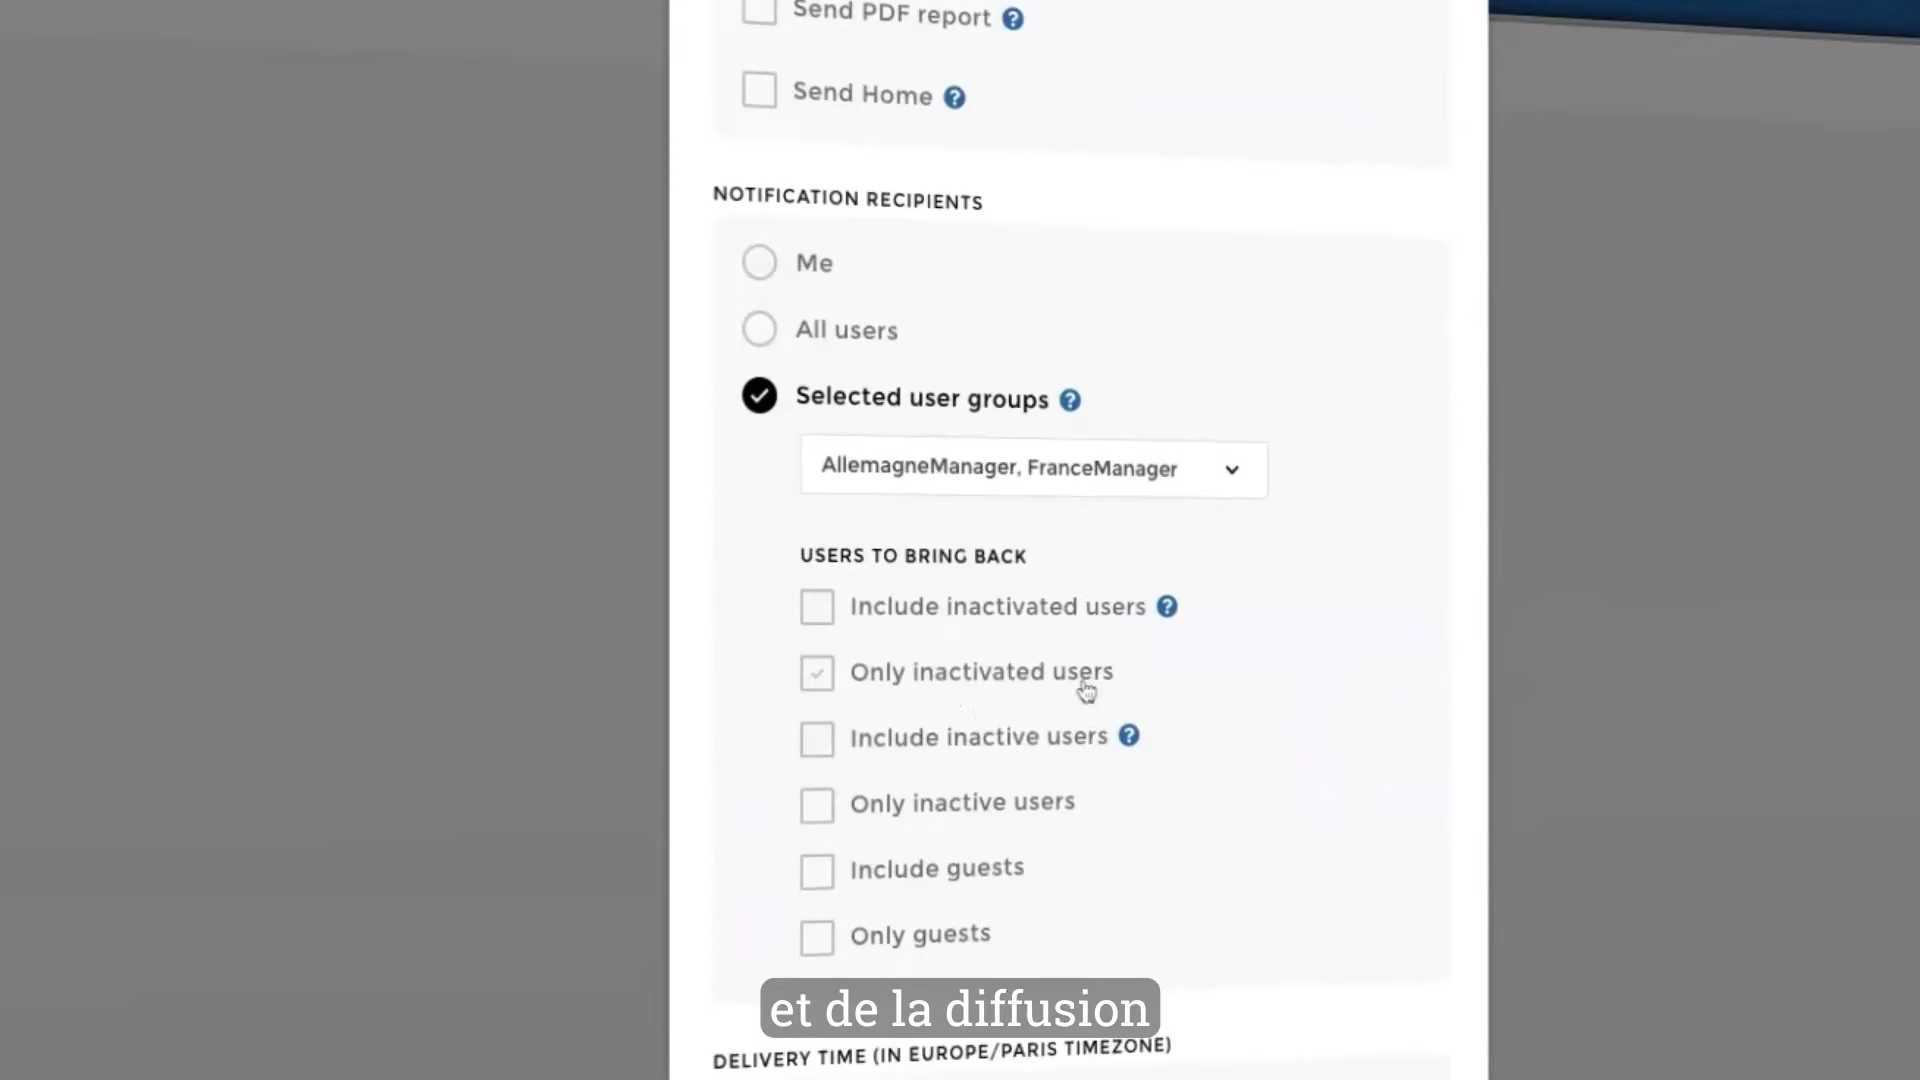 Send PDF report
Send Home
NOTIFICATION RECIPIENTS
Me
All users
Selected user groups
AllemagneManager, FranceManager
USERS TO BRING BACK
Include inactivated users
Only inactivated users
Include inactive users
Only inactive users
Include guests
Only guests
et de la diffusion
DELIVERY TIME (IN EUROPE/PARIS TIMEZONE)